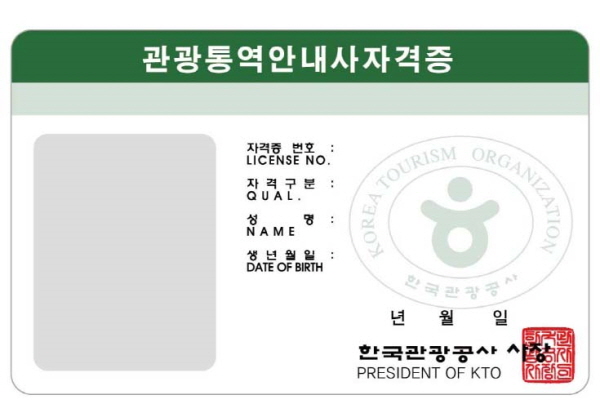 관광통역안내사자격증
자격증 번호 :
LICENSE NO.
자격구분 :
QUAL.
성 명 :
NAME
생년월일 :
DATE OF BIRTH
KOREA TOURISM ORGANIZATION
한국관광공사
년 월 일
한국관광공사 사장
PRESIDENT OF KTO